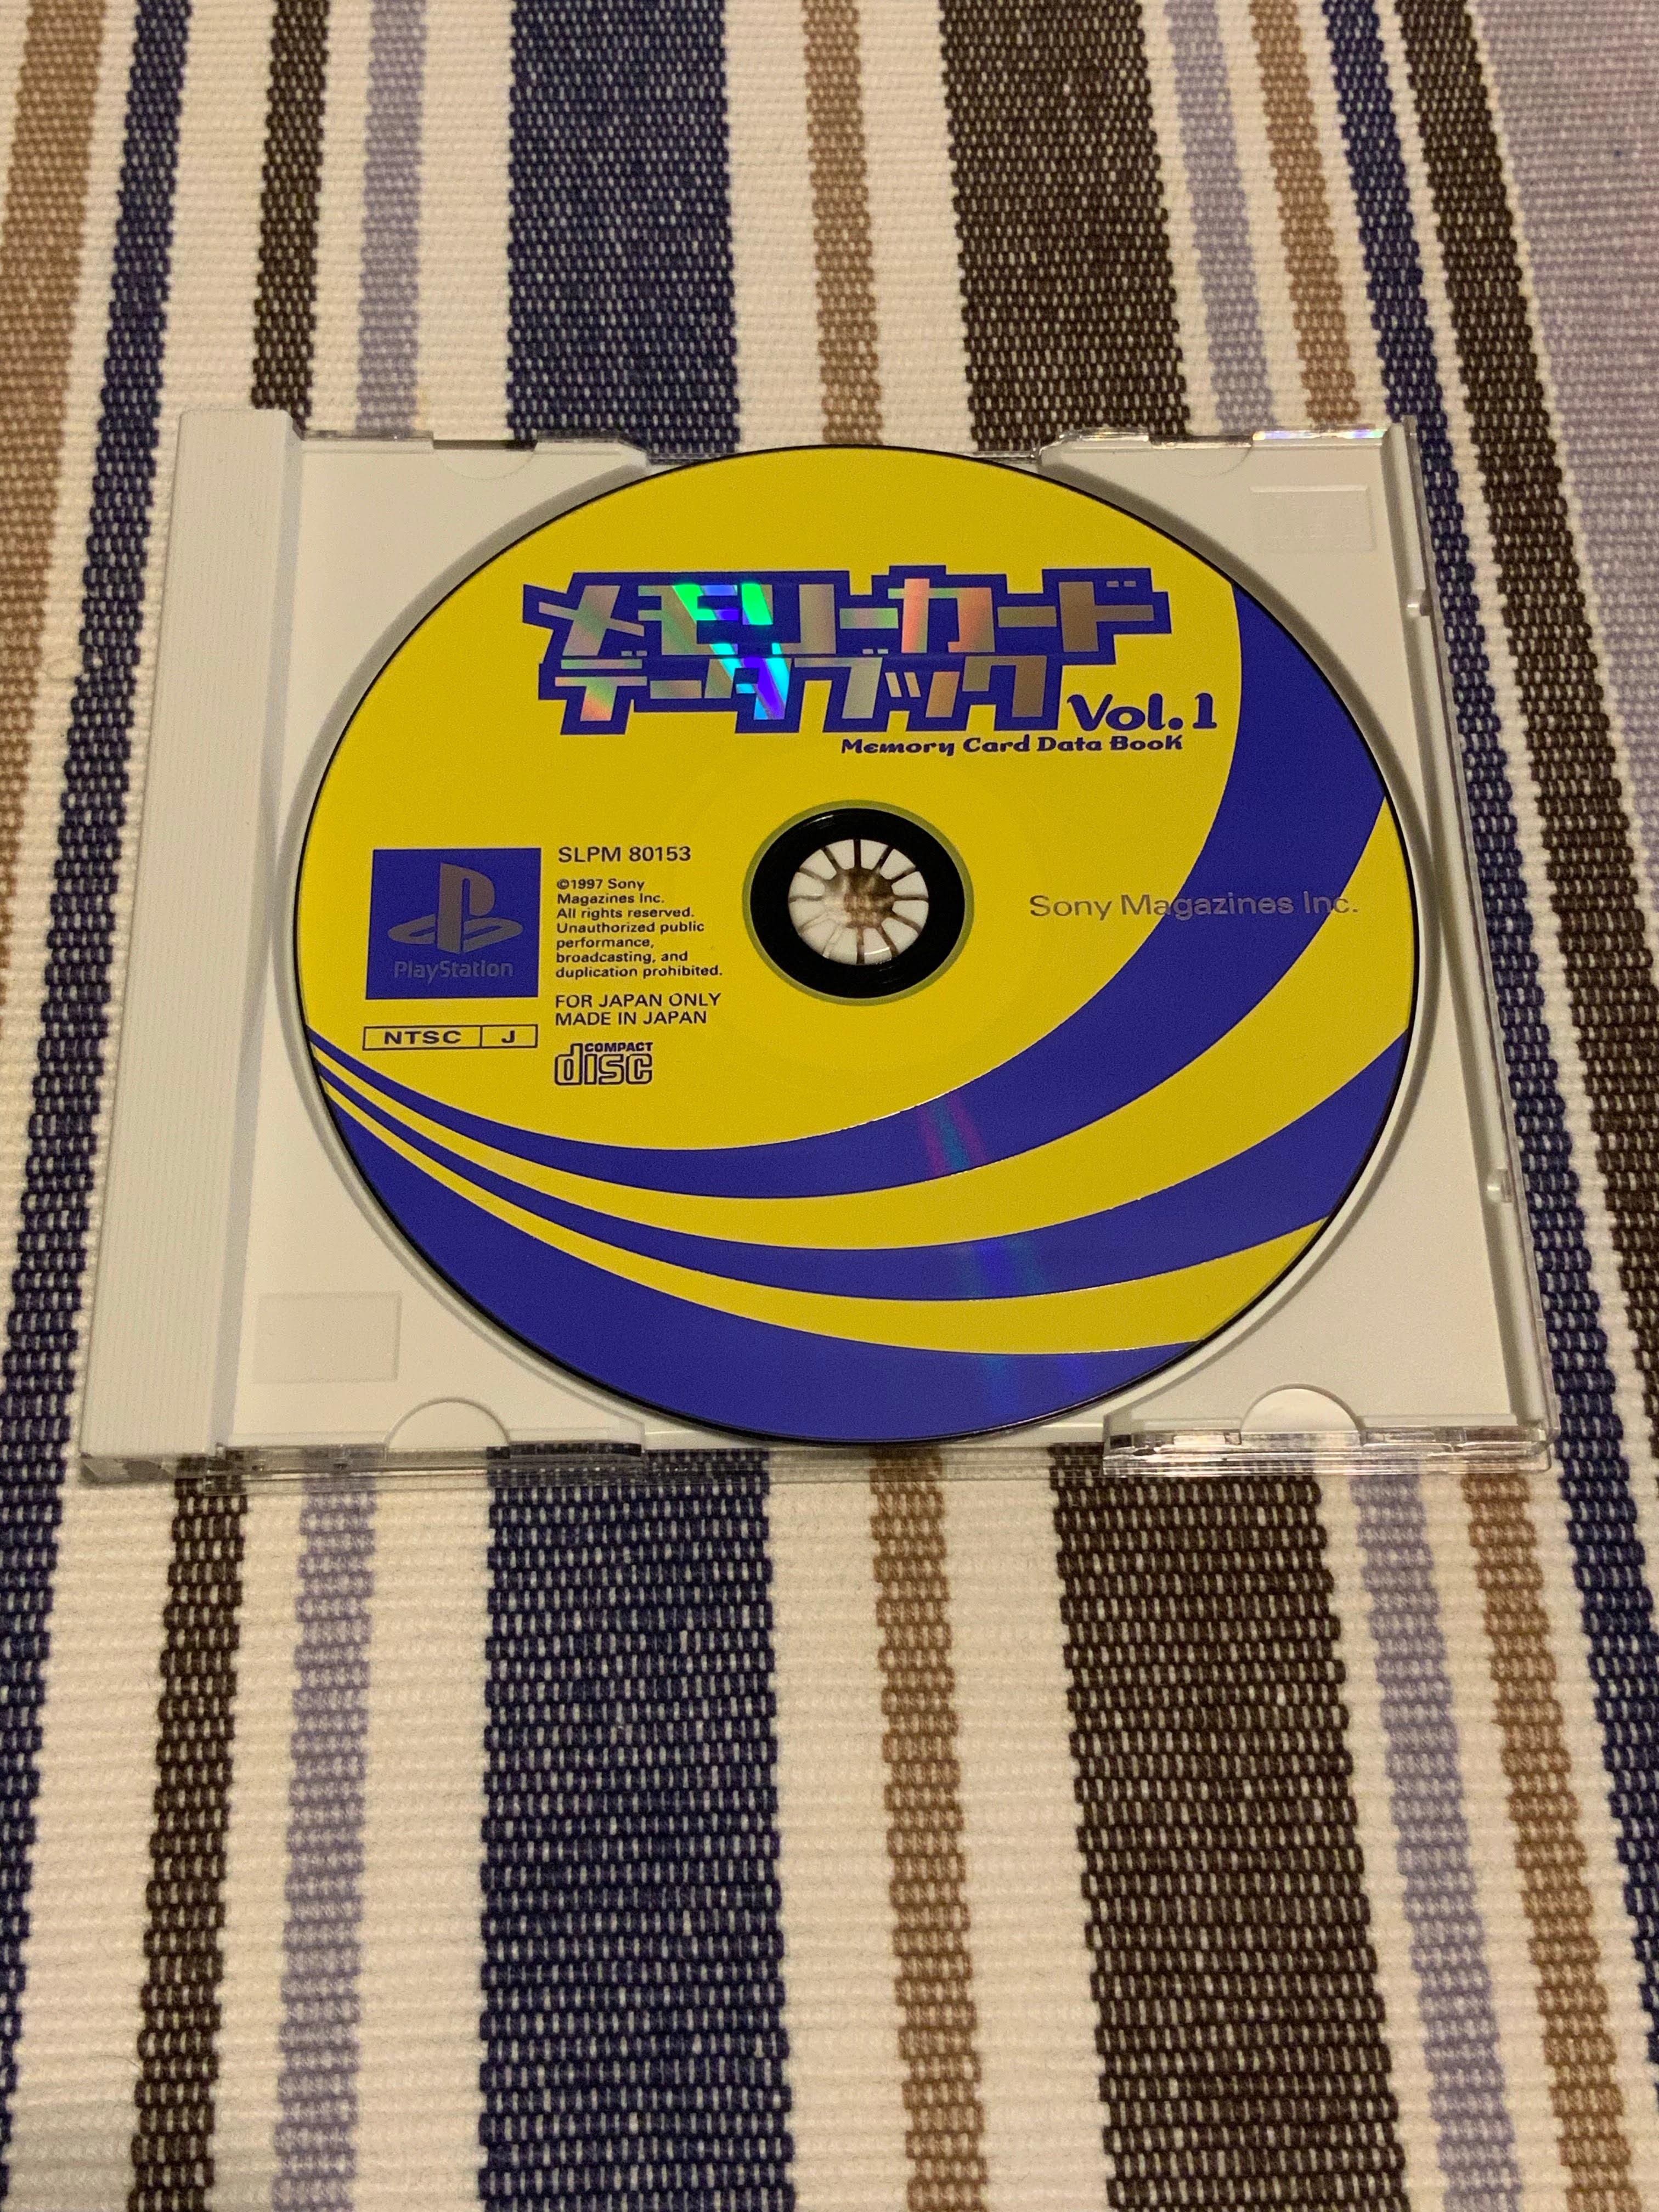 メモリーカード
データブック Vol.1
Memory Card Data Book
SLPM 80153
©1997 Sony
Magazines Inc.
All rights reserved.
Unauthorized public
performance,
broadcasting, and
duplication prohibited.
FOR JAPAN ONLY
MADE IN JAPAN
PlayStation
NTSC J
COMPACT
disc
Sony Magazines Inc.